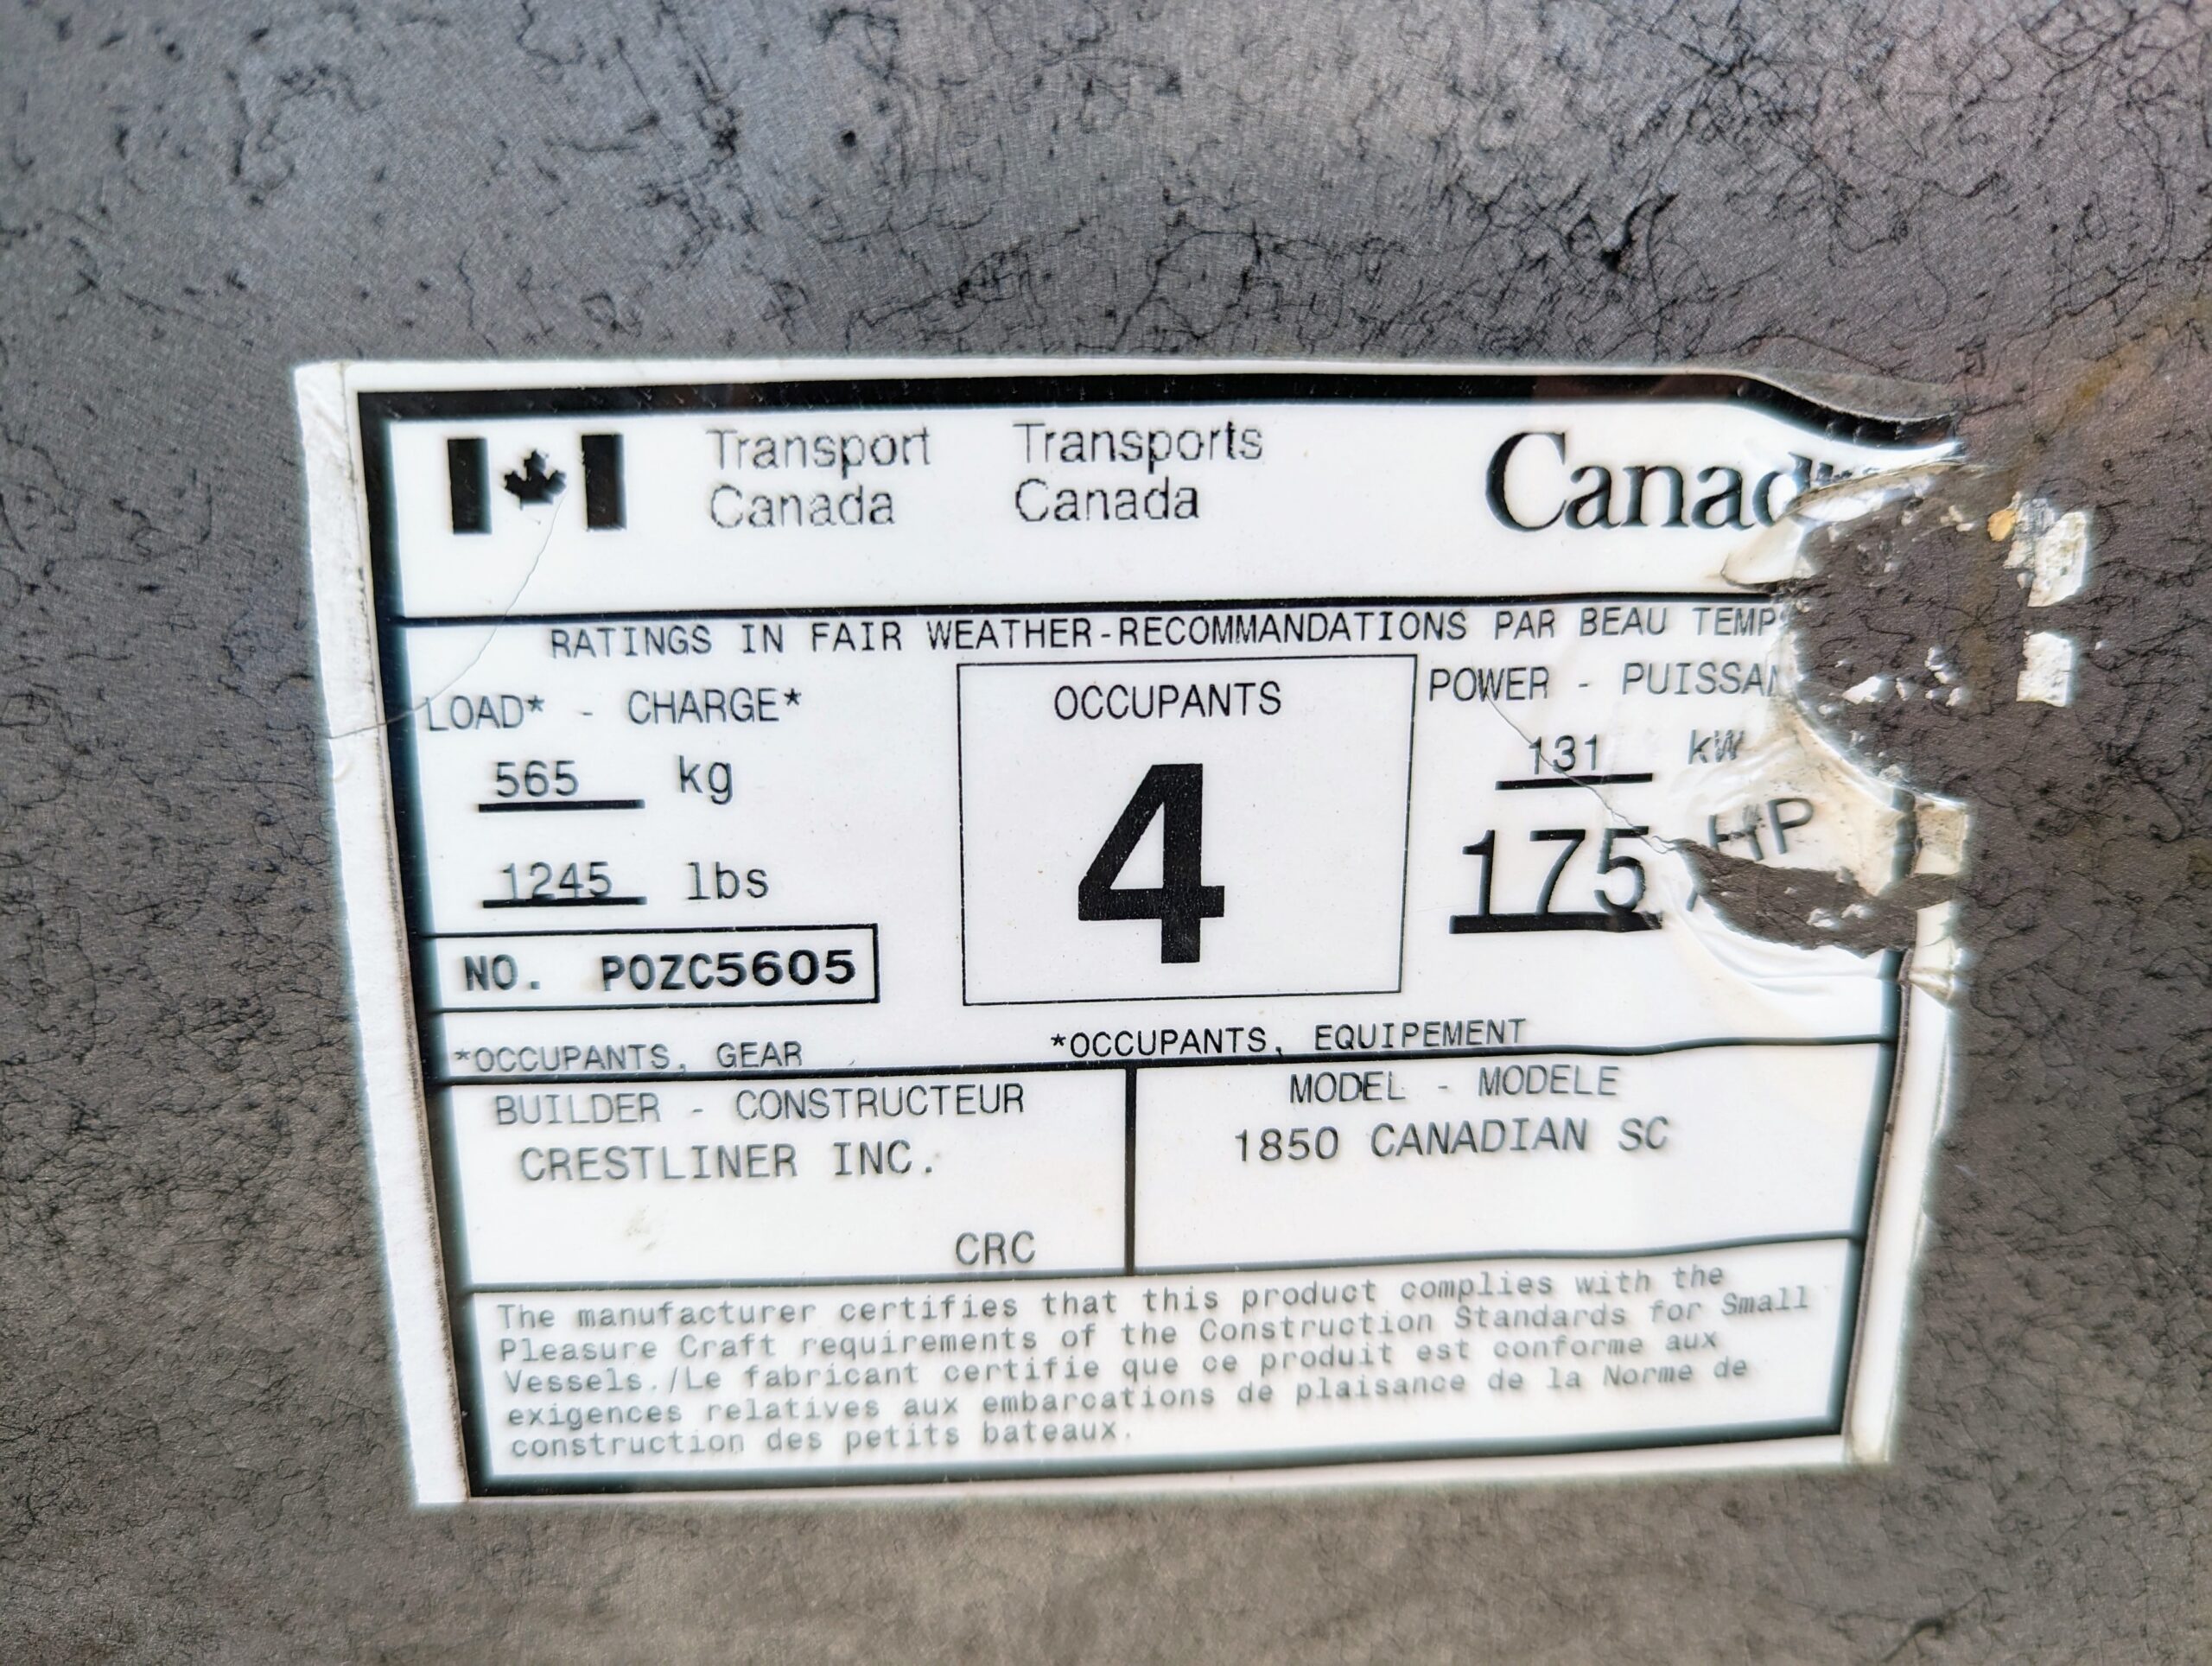 Transport Transports Canad
Canada Canada
RATINGS IN FAIR WEATHER-RECOMMANDATIONS PAR BEAU TEMPS
LOAD* - CHARGE*
565 kg
1245 lbs
NO. POZC5605
OCCUPANTS
4
POWER - PUISSAN
131 kW
175 HP
*OCCUPANTS, GEAR *OCCUPANTS, EQUIPEMENT
BUILDER - CONSTRUCTEUR
CRESTLINER INC.
CRC
MODEL - MODELE
1850 CANADIAN SC
The manufacturer certifies that this product complies with the
Pleasure Craft requirements of the Construction Standards for Small
Vessels./Le fabricant certifie que ce produit est conforme aux
exigences relatives aux embarcations de plaisance de la Norme de
construction des petits bateaux.